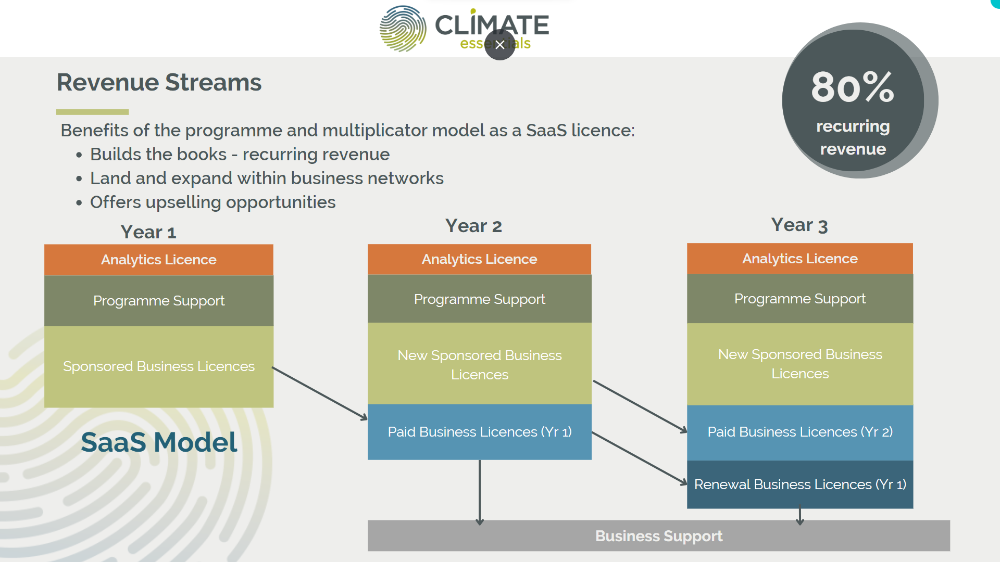 CLIMATE
essentials
80%
recurring
revenue
Revenue Streams
Benefits of the programme and multiplicator model as a SaaS licence:
• Builds the books - recurring revenue
• Land and expand within business networks
• Offers upselling opportunities
Year 1
Analytics Licence
Programme Support
Sponsored Business Licences
SaaS Model
Year 2
Analytics Licence
Programme Support
New Sponsored Business
Licences
Paid Business Licences (Yr 1)
Year 3
Analytics Licence
Programme Support
New Sponsored Business
Licences
Paid Business Licences (Yr 2)
Renewal Business Licences (Yr 1)
Business Support